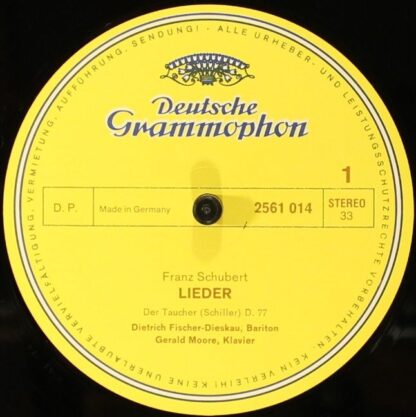 ALLE URHEBER- UND LEISTUNGSSCHUTZRECHTE VORBEHALTEN · KEIN VERLEIH! KEINE UNERLAUBTE VERVIELFÄLTIGUNG, VERMIETUNG, AUFFÜHRUNG, SENDUNG! -
Deutsche
Grammophon
1
D. P. Made in Germany 2561 014 STEREO
33
Franz Schubert
LIEDER
Der Taucher (Schiller) D. 77
Dietrich Fischer-Dieskau, Bariton
Gerald Moore, Klavier